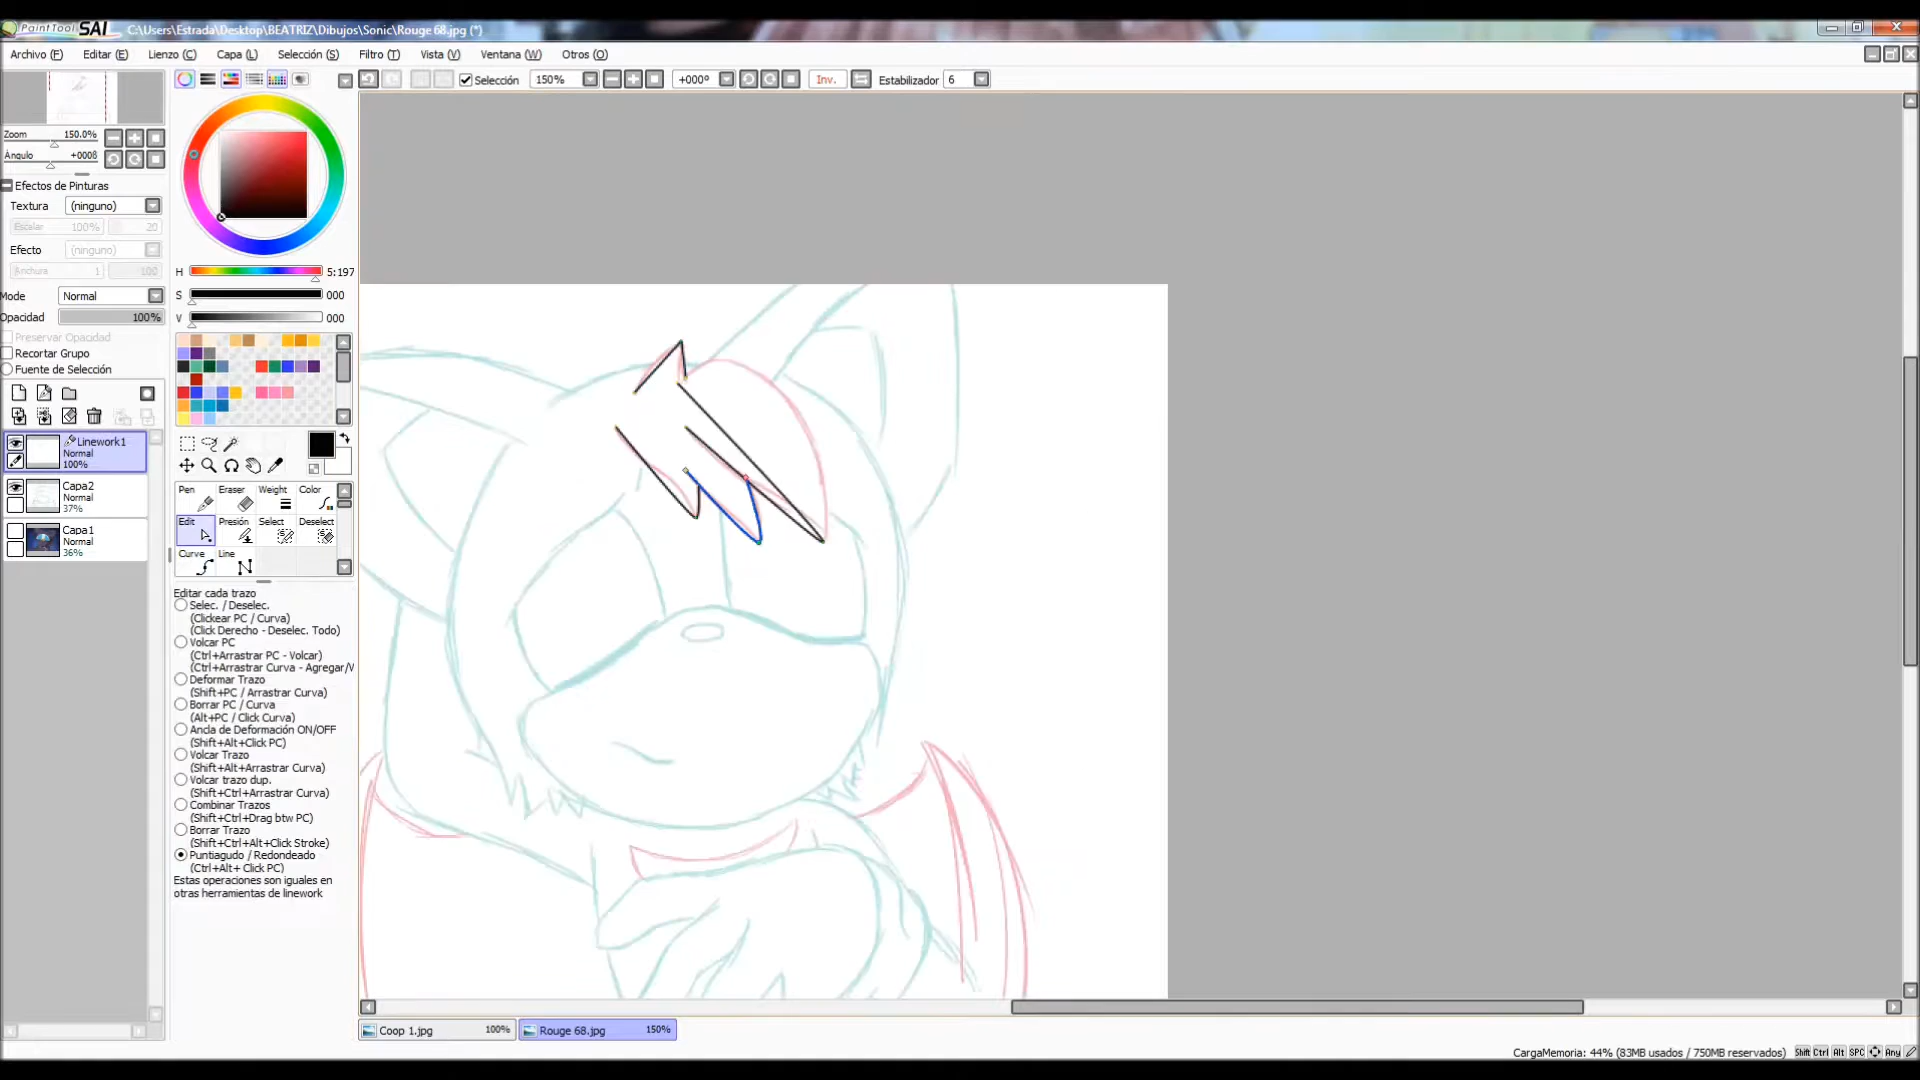 PaintTool SAI C:\Users\Estrada\Desktop\BEATRIZ\Dibujos\Sonic\Rouge 68.jpg (*)
Archivo (F) Editar (E) Lienzo (C) Capa (L) Selección (S) Filtro (T) Vista (V) Ventana (W) Otros (O)
Selección 150% +000º Inv. Estabilizador 6
Zoom 150.0%
Ángulo +000ß
Efectos de Pinturas
Textura (ninguno)
Escalar 100% 20
Efecto (ninguno)
Anchura 1 100
Mode Normal
Opacidad 100%
Preservar Opacidad
Recortar Grupo
Fuente de Selección
Linework1
Normal
100%
Capa2
Normal
37%
Capa1
Normal
36%
H 5:197
S 000
V 000
Pen Eraser Weight Color
Edit Presión Select Deselect
Curve Line
Editar cada trazo
Selec. / Deselec.
(Clickear PC / Curva)
(Click Derecho - Deselec. Todo)
Volcar PC
(Ctrl+Arrastrar PC - Volcar)
(Ctrl+Arrastrar Curva - Agregar/V
Deformar Trazo
(Shift+PC / Arrastrar Curva)
Borrar PC / Curva
(Alt+PC / Click Curva)
Ancla de Deformación ON/OFF
(Shift+Alt+Click PC)
Volcar Trazo
(Shift+Alt+Arrastrar Curva)
Volcar trazo dup.
(Shift+Ctrl+Arrastrar Curva)
Combinar Trazos
(Shift+Ctrl+Drag btw PC)
Borrar Trazo
(Shift+Ctrl+Alt+Click Stroke)
Puntiagudo / Redondeado
(Ctrl+Alt+ Click PC)
Estas operaciones son iguales en
otras herramientas de linework
Coop 1.jpg 100% Rouge 68.jpg 150%
CargaMemoria: 44% (83MB usados / 750MB reservados) Shift Ctrl Alt SPC Any